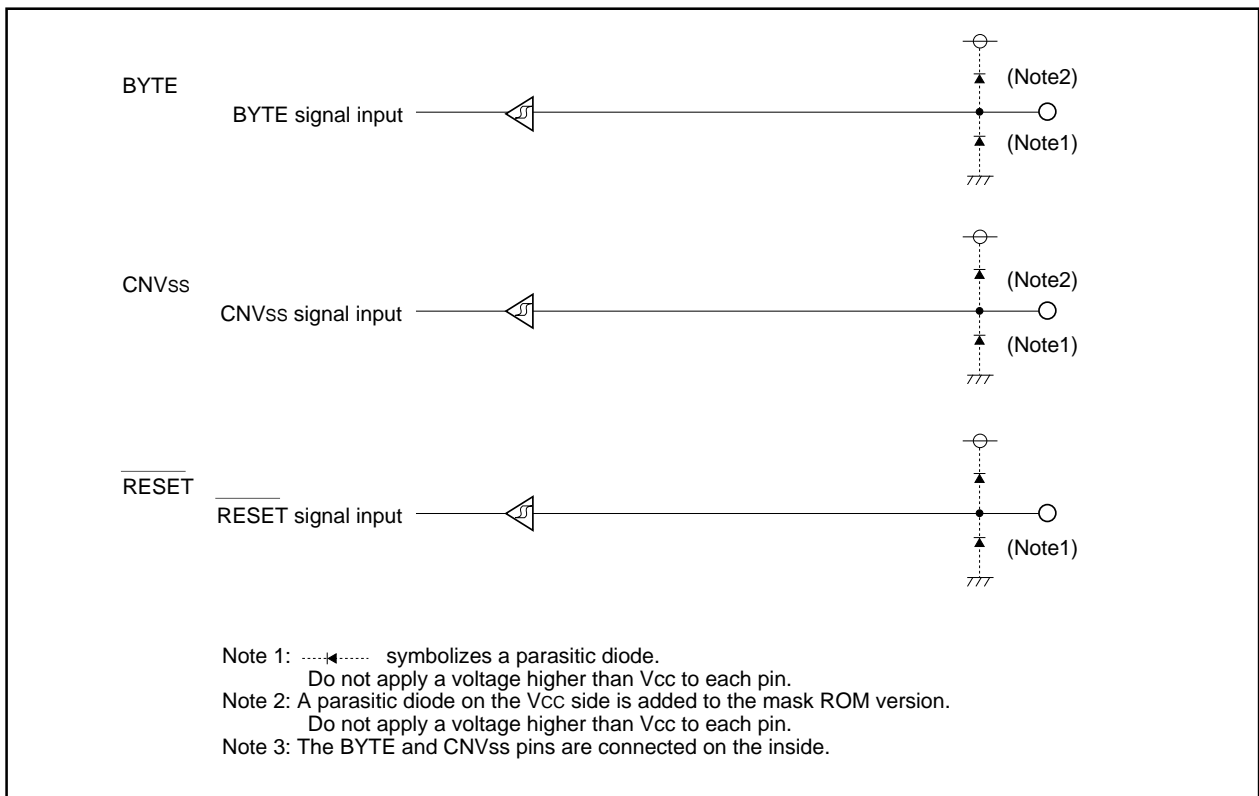 BYTE
BYTE signal input
(Note2)
(Note1)
CNVss
CNVss signal input
(Note2)
(Note1)
RESET
RESET signal input
(Note1)
Note 1: symbolizes a parasitic diode.
Do not apply a voltage higher than Vcc to each pin.
Note 2: A parasitic diode on the VCC side is added to the mask ROM version.
Do not apply a voltage higher than Vcc to each pin.
Note 3: The BYTE and CNVss pins are connected on the inside.